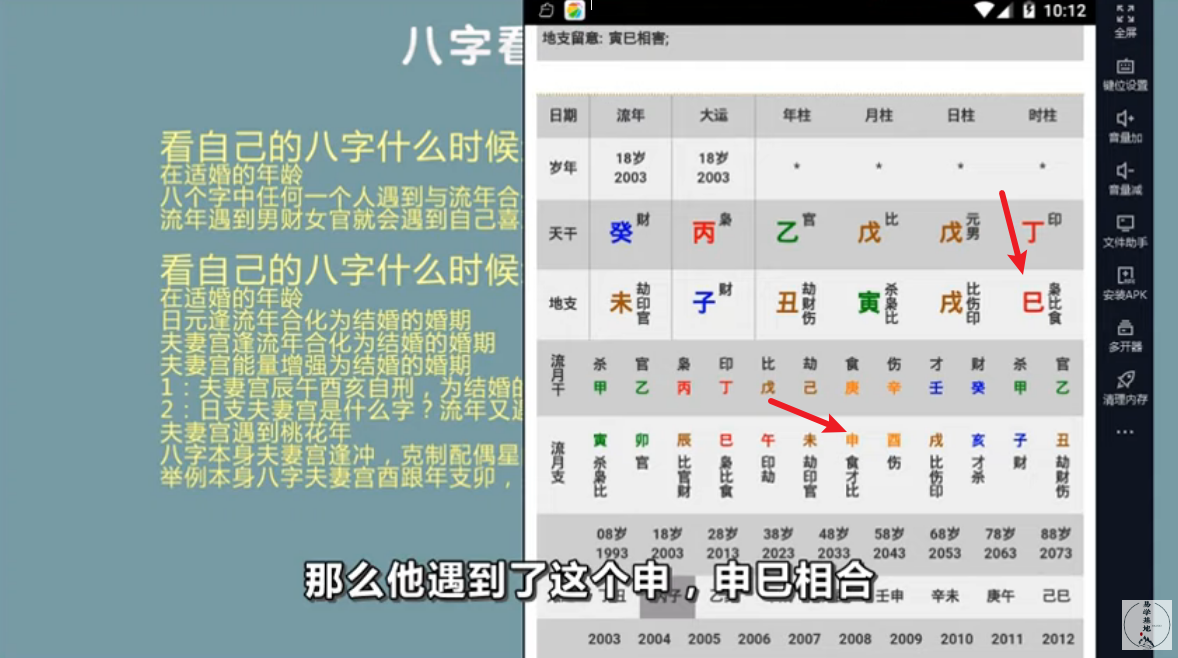 八字看
看自己的八字什么时候
在适婚的年龄
八个字中任何一个人遇到与流年合
流年遇到男财女官就会遇到自己喜
看自己的八字什么时候
在适婚的年龄
日元逢流年合化为结婚的婚期
夫妻宫逢流年合化为结婚的婚期
夫妻宫能量增强为结婚的婚期
1：夫妻宫辰午酉亥自刑，为结婚的
2：日支夫妻宫是什么字？流年又逢
夫妻宫遇到桃花年
八字本身夫妻宫逢冲，克制配偶星
举例本身八字夫妻宫酉跟年支卯，
10:12
地支留意: 寅巳相害;
日期 流年 大运 年柱 月柱 日柱 时柱
岁年 18岁 2003 18岁 2003 * * * *
天干 癸 财 丙 枭 乙 官 戊 比 戊 元男 丁 印
地支 未 劫印官 子 财 丑 劫财伤 寅 杀枭比 戌 比伤印 巳 枭比食
流月干 杀 官 枭 印 比 劫 食 伤 才 财 杀 官
甲 乙 丙 丁 戊 己 庚 辛 壬 癸 甲 乙
流月支 寅 卯 辰 巳 午 未 申 酉 戌 亥 子 丑
杀枭比 官 比官财 枭比食 印劫 劫印官 食才比 伤 比伤印 才杀 财 劫财伤
08岁 18岁 28岁 38岁 48岁 58岁 68岁 78岁 88岁
1993 2003 2013 2023 2033 2043 2053 2063 2073
壬申 辛未 庚午 己巳
2003 2004 2005 2006 2007 2008 2009 2010 2011 2012
那么他遇到了这个申，申巳相合
全屏
键位设置
音量加
音量减
文件助手
安装APK
多开器
清理内存
易学基地